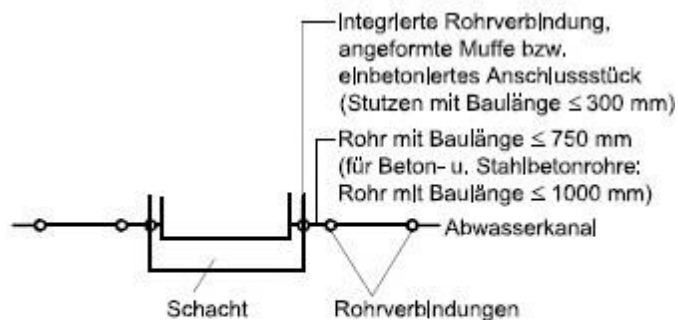 Integrierte Rohrverbindung,
angeformte Muffe bzw.
einbetoniertes Anschlussstück
(Stutzen mit Baulänge ≤ 300 mm)
Rohr mit Baulänge ≤ 750 mm
(für Beton- u. Stahlbetonrohre:
Rohr mit Baulänge ≤ 1000 mm)
Abwasserkanal
Schacht
Rohrverbindungen